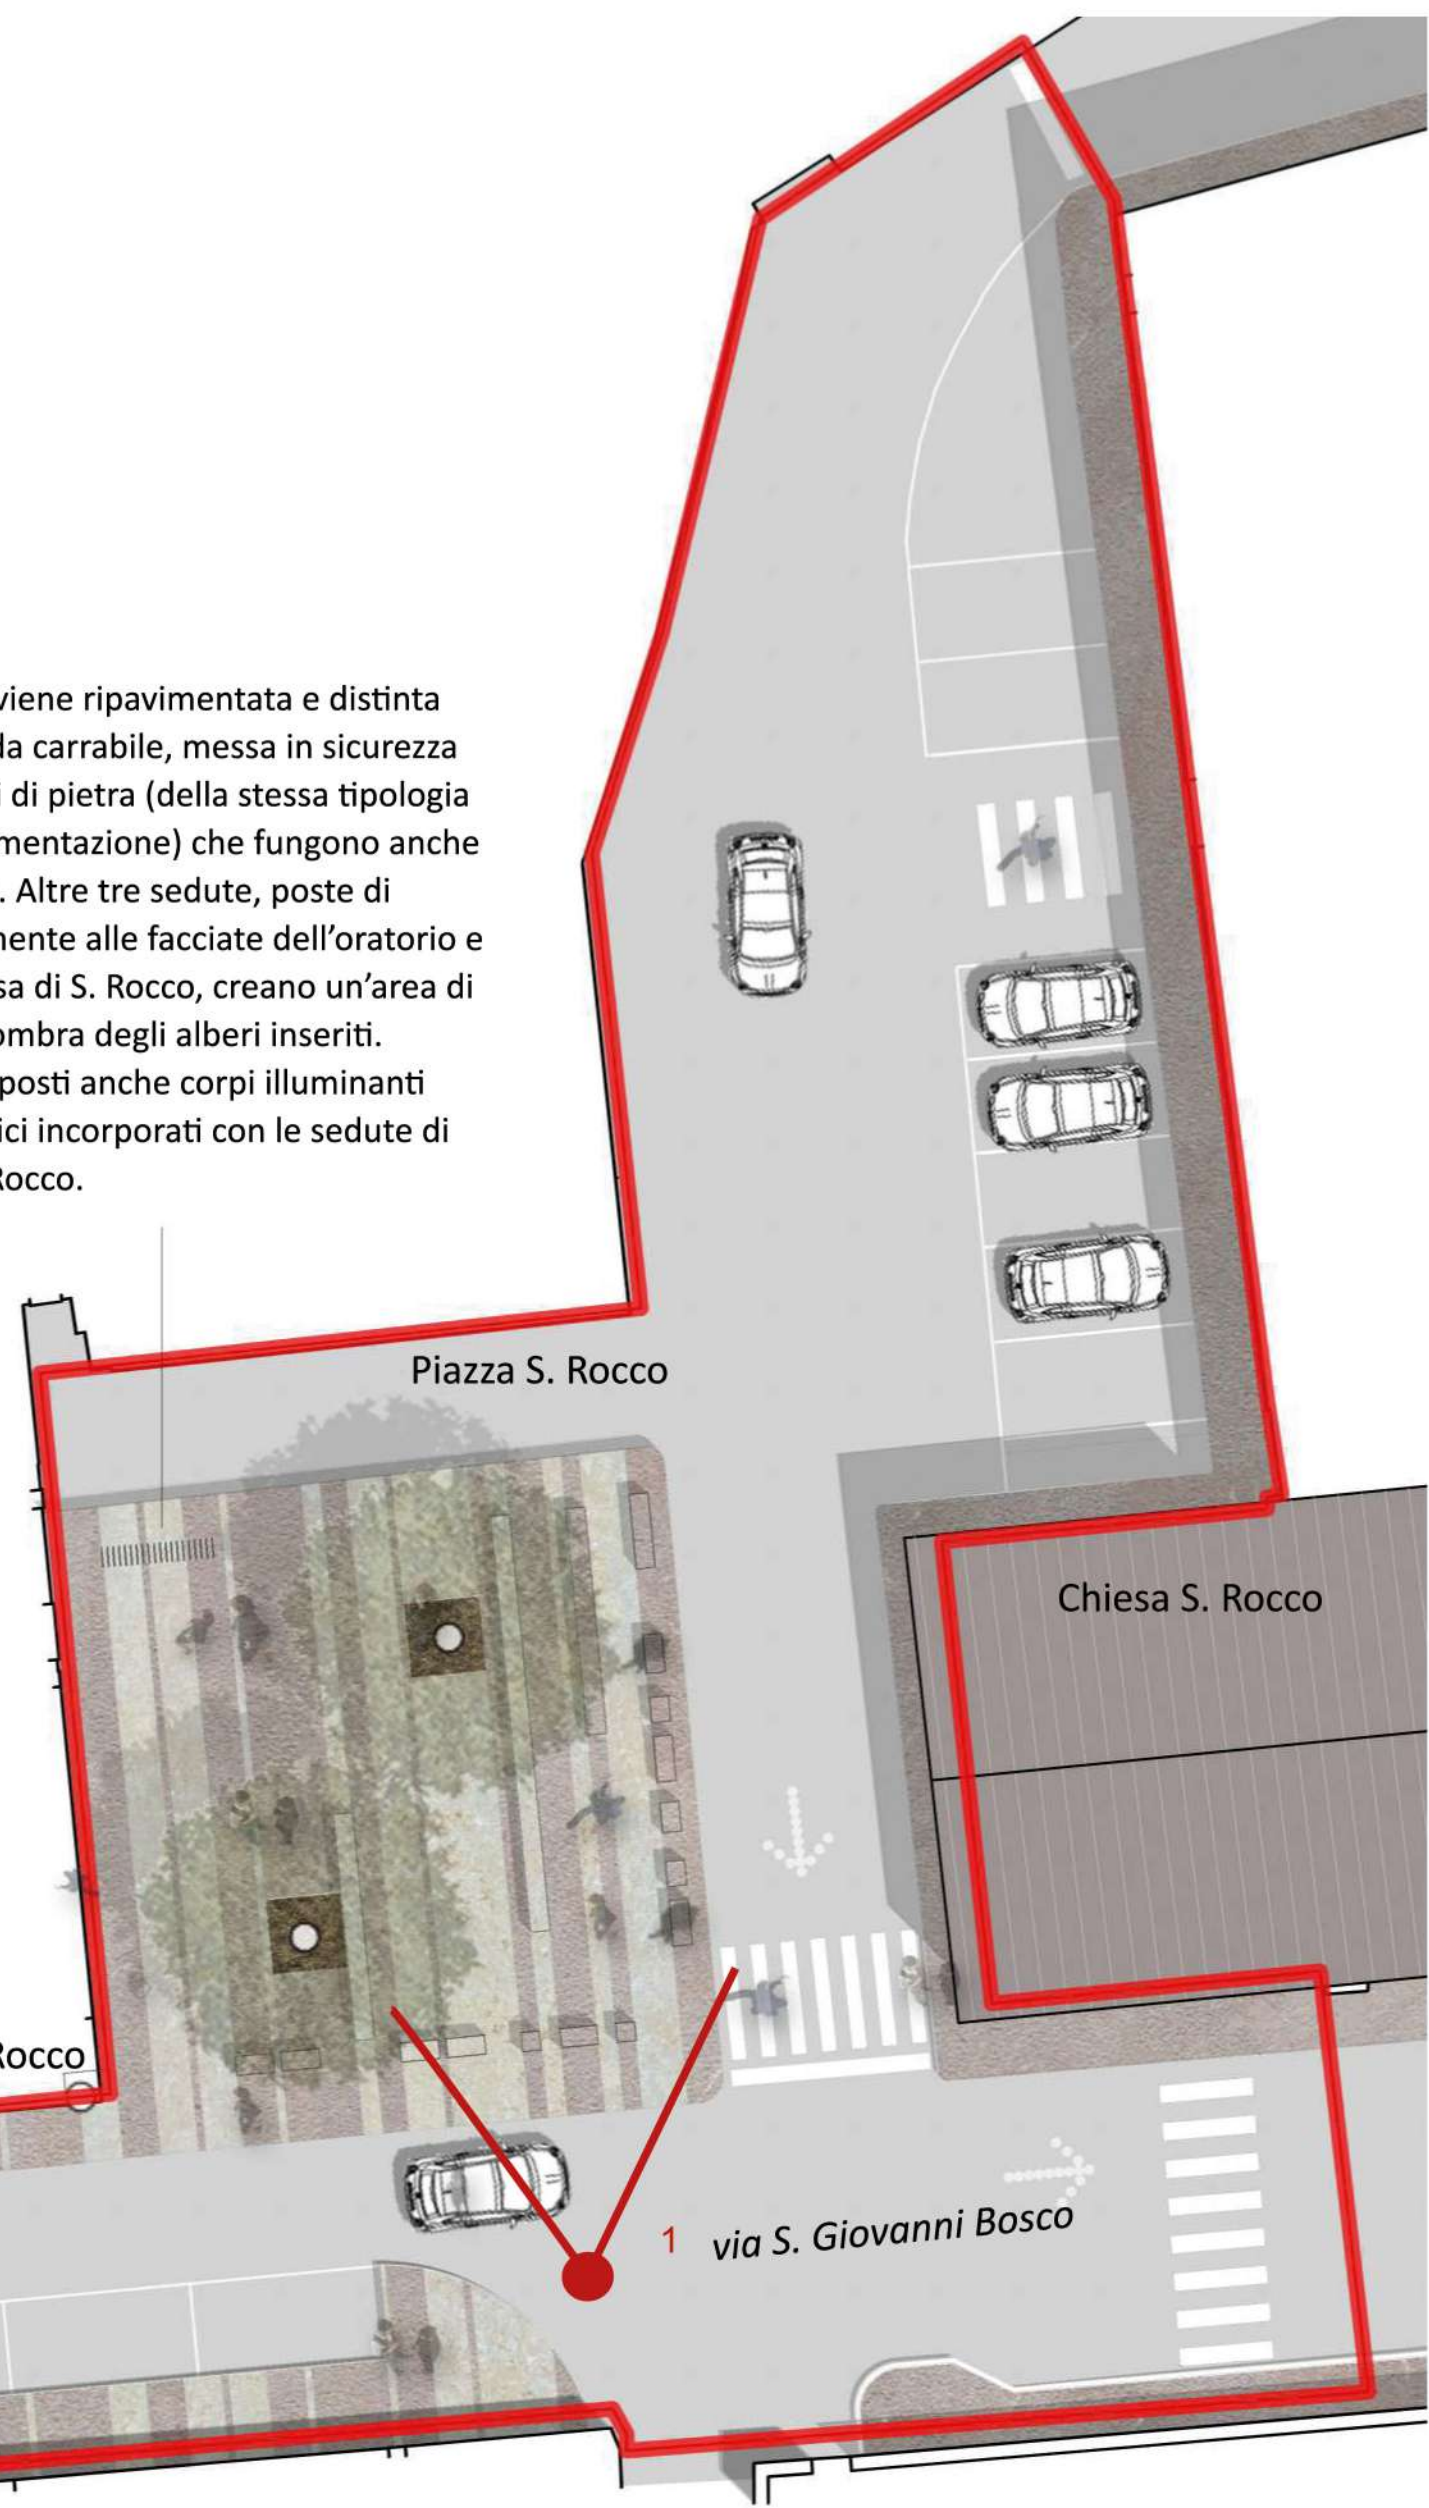 viene ripavimentata e distinta
da carrabile, messa in sicurezza
i di pietra (della stessa tipologia
mentazione) che fungono anche
. Altre tre sedute, poste di
nente alle facciate dell'oratorio e
sa di S. Rocco, creano un'area di
ombra degli alberi inseriti.
posti anche corpi illuminanti
ici incorporati con le sedute di
Rocco.
Piazza S. Rocco
Chiesa S. Rocco
Rocco
1 via S. Giovanni Bosco